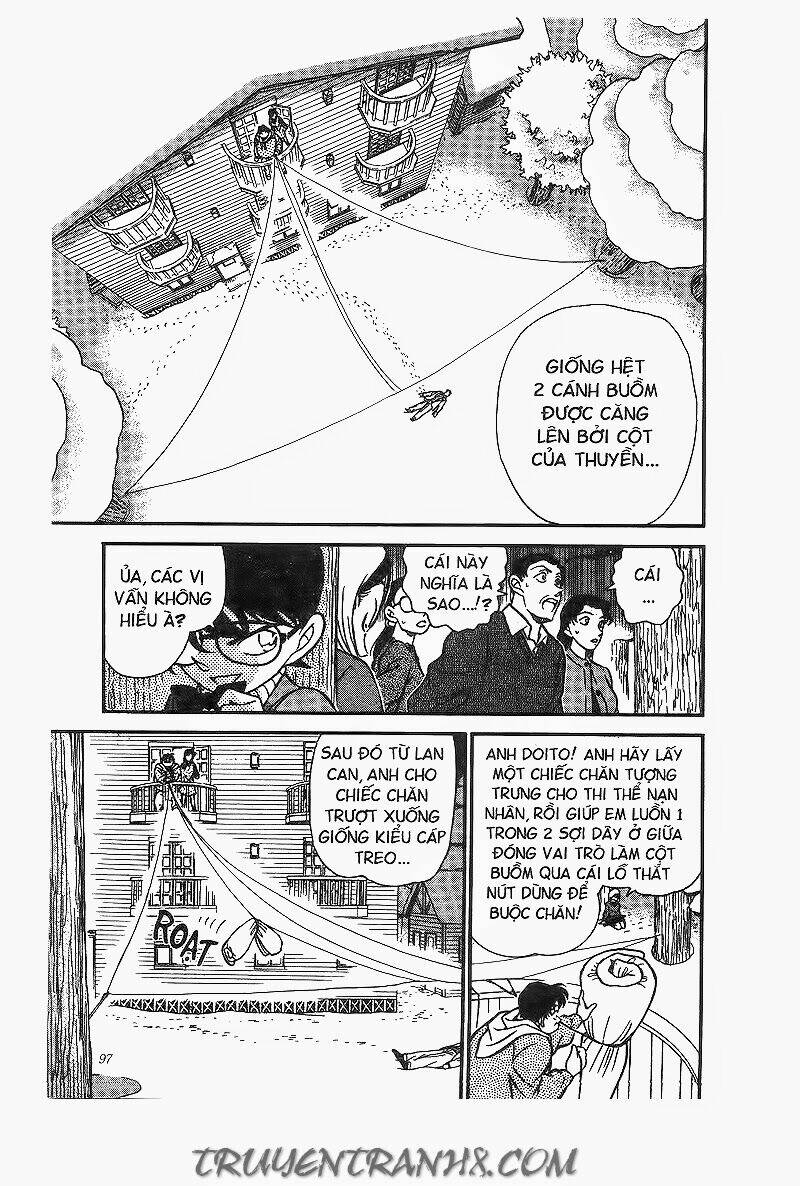 GIỐNG HỆT
2 CÁNH BUỒM
ĐƯỢC CĂNG
LÊN BỞI CỘT
CỦA THUYỀN...
ỦA, CÁC VỊ
VẪN KHÔNG
HIỂU À?
CÁI NÀY
NGHĨA LÀ
SAO...!?
CÁI
...
SAU ĐÓ TỪ LAN
CAN, ANH CHO
CHIẾC CHĂN
TRƯỢT XUỐNG
GIỐNG KIỂU CÁP
TREO...
ROẠT
ANH DOITO! ANH HÃY LẤY
MỘT CHIẾC CHĂN TƯỢNG
TRƯNG CHO THI THỂ NẠN
NHÂN, RỒI GIÚP EM LUỒN 1
TRONG 2 SỢI DÂY Ở GIỮA
ĐÓNG VAI TRÒ LÀM CỘT
BUỒM QUA CÁI LỖ THẮT
NÚT DÙNG ĐỂ
BUỘC CHĂN!
97
TRUYENTRANH8.COM